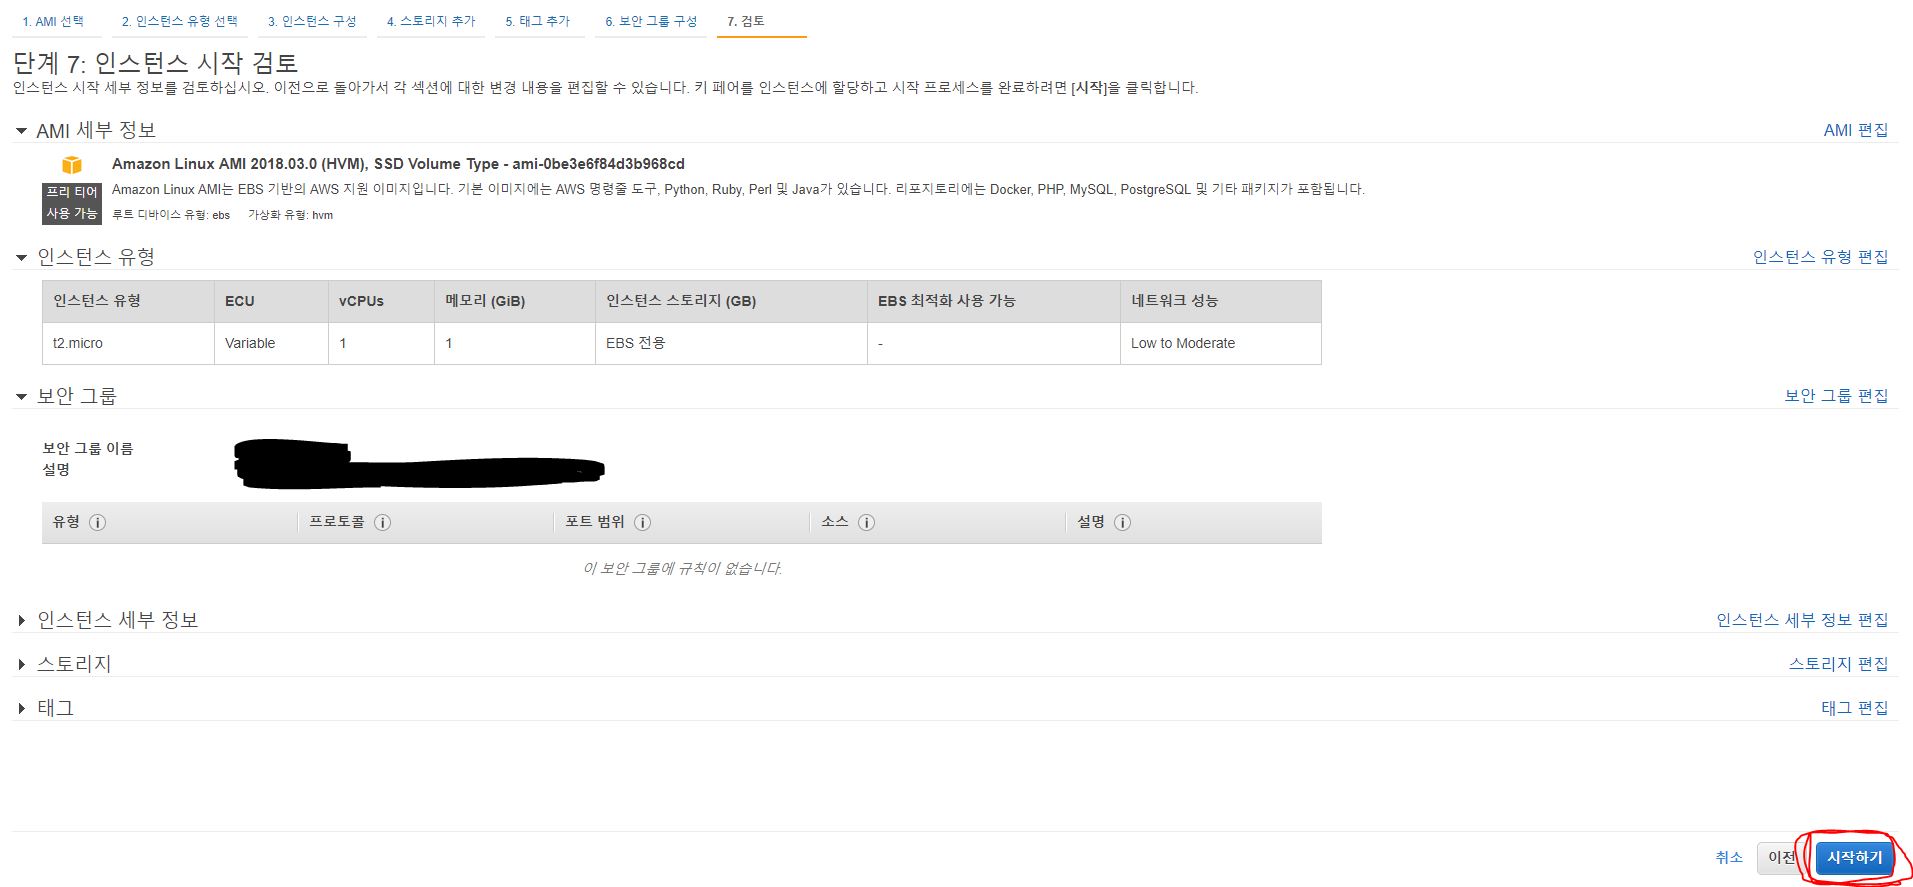 1. AMI 선택 2. 인스턴스 유형 선택 3. 인스턴스 구성 4. 스토리지 추가 5. 태그 추가 6. 보안 그룹 구성 7. 검토
단계 7: 인스턴스 시작 검토
인스턴스 시작 세부 정보를 검토하십시오. 이전으로 돌아가서 각 섹션에 대한 변경 내용을 편집할 수 있습니다. 키 페어를 인스턴스에 할당하고 시작 프로세스를 완료하려면 [시작]을 클릭합니다.
AMI 세부 정보 AMI 편집
Amazon Linux AMI 2018.03.0 (HVM), SSD Volume Type - ami-0be3e6f84d3b968cd
프리 티어 Amazon Linux AMI는 EBS 기반의 AWS 지원 이미지입니다. 기본 이미지에는 AWS 명령줄 도구, Python, Ruby, Perl 및 Java가 있습니다. 리포지토리에는 Docker, PHP, MySQL, PostgreSQL 및 기타 패키지가 포함됩니다.
사용 가능 루트 디바이스 유형: ebs 가상화 유형: hvm
인스턴스 유형 인스턴스 유형 편집
인스턴스 유형 ECU vCPUs 메모리 (GiB) 인스턴스 스토리지 (GB) EBS 최적화 사용 가능 네트워크 성능
t2.micro Variable 1 1 EBS 전용 - Low to Moderate
보안 그룹 보안 그룹 편집
보안 그룹 이름
설명
유형 i 프로토콜 i 포트 범위 i 소스 i 설명 i
이 보안 그룹에 규칙이 없습니다.
인스턴스 세부 정보 인스턴스 세부 정보 편집
스토리지 스토리지 편집
태그 태그 편집
취소 이전 시작하기